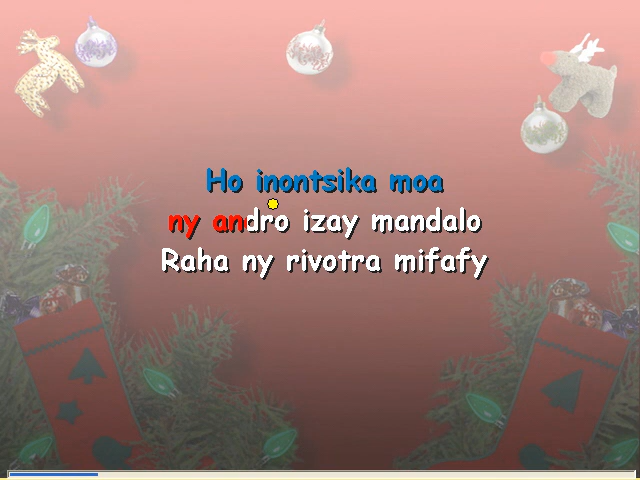 Ho inontsika moa
ny andro izay mandalo
Raha ny rivotra mifafy